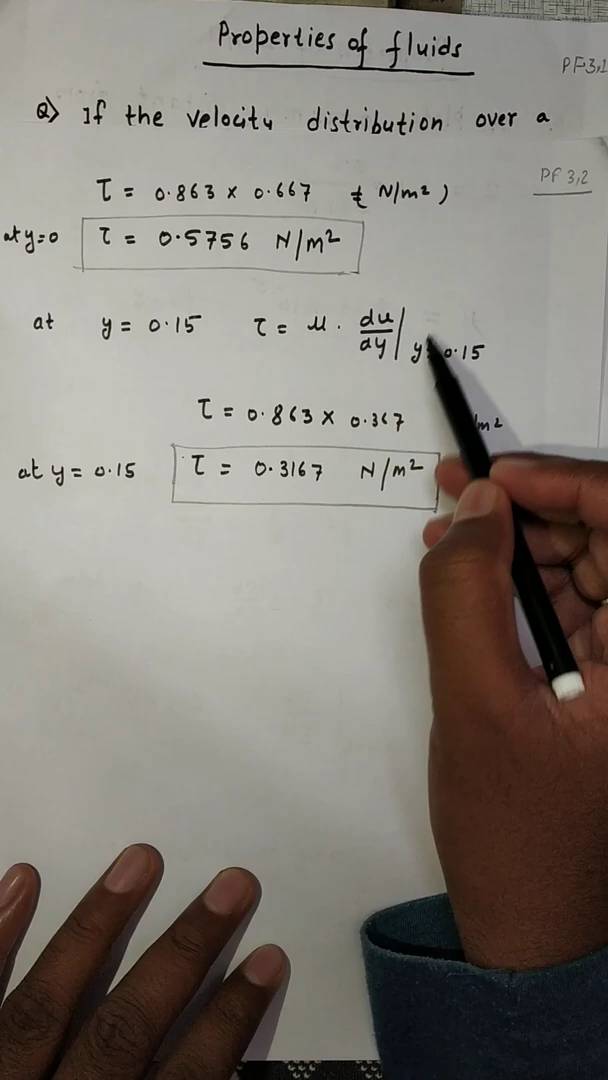 Properties of fluids
PF3,1
Q) If the velocity distribution over a
PF 3,2
τ = 0.863 x 0.667 ( N/m² )
at y=0 τ = 0.5756 N/m²
at y = 0.15 τ = μ . du/dy | y=0.15
τ = 0.863 x 0.367 /m²
at y = 0.15 τ = 0.3167 N/m²